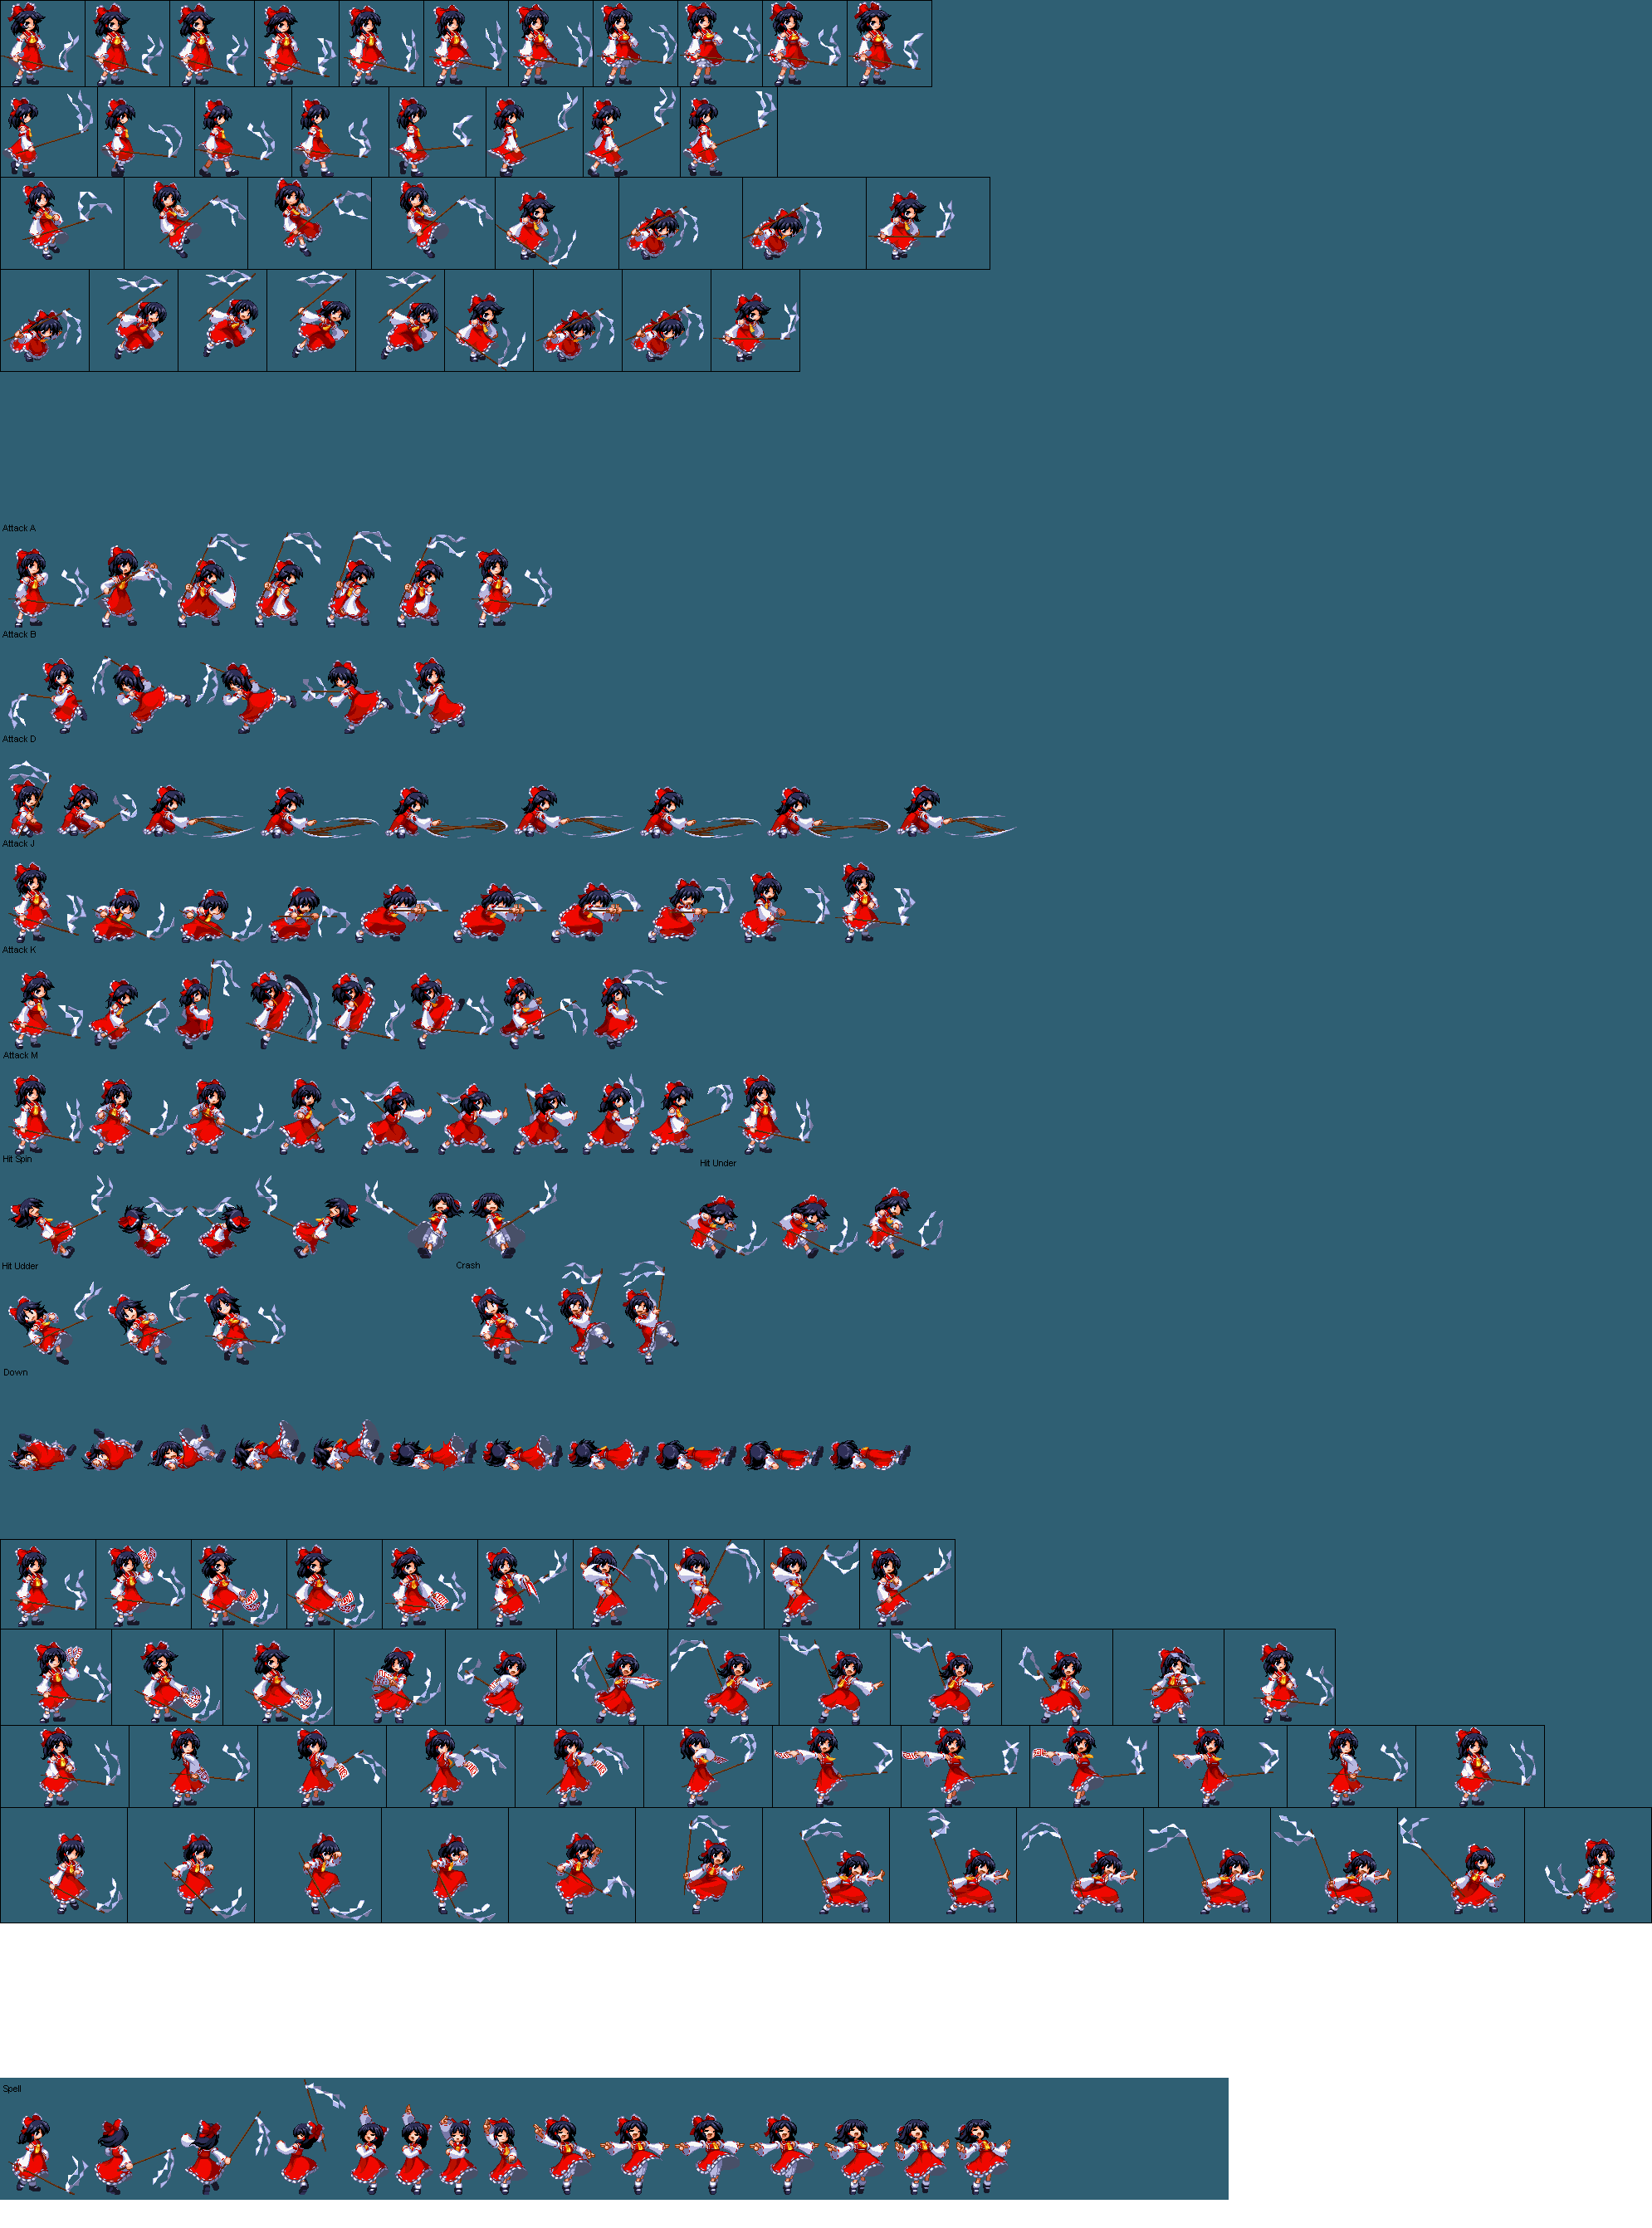 Attack A
Attack B
Attack D
Attack J
Attack K
Attack M
Hit Spin
Hit Under
Hit Udder
Crash
Down
Spell